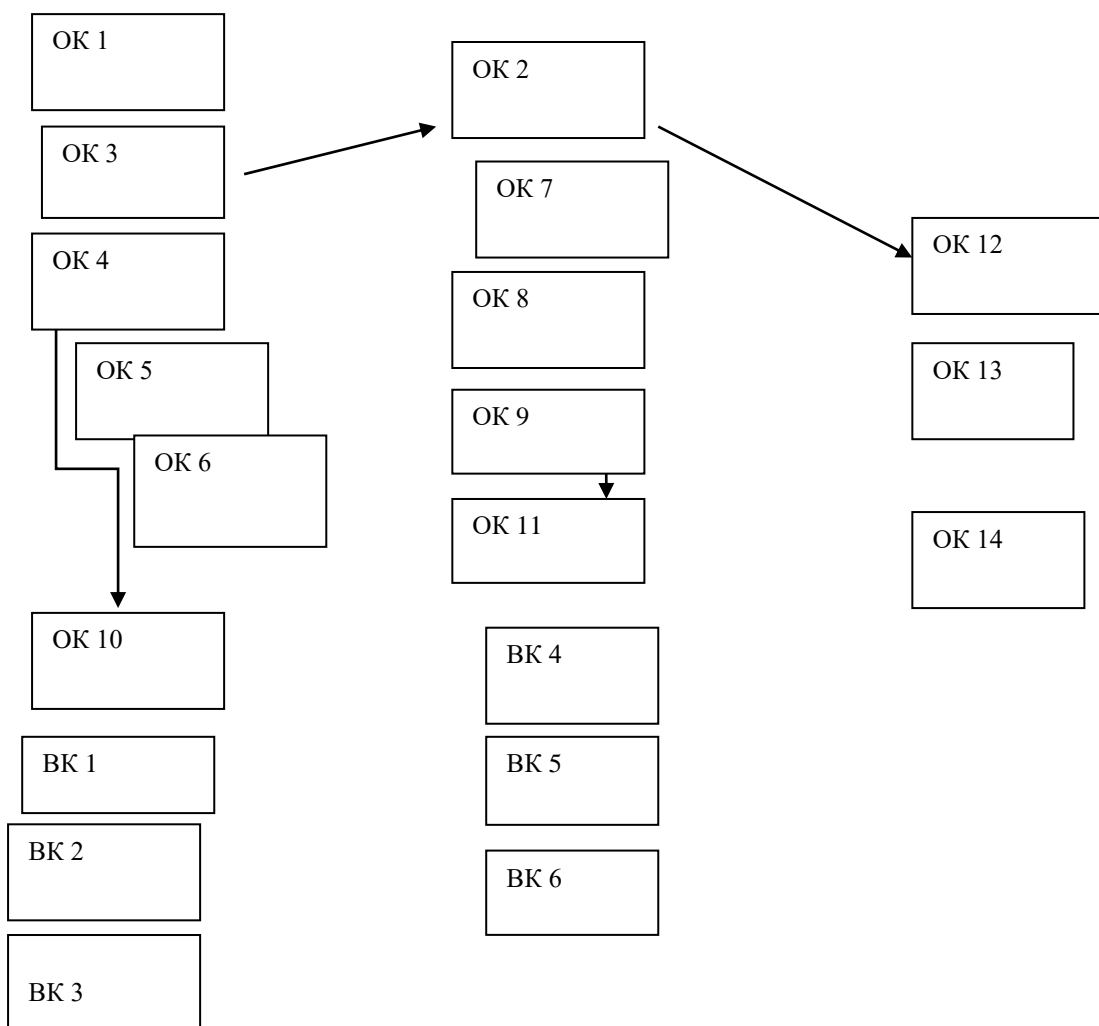 ОК 1
ОК 3
ОК 4
ОК 5
ОК 6
ОК 10
ВК 1
ВК 2
ВК 3
ОК 2
ОК 7
ОК 8
ОК 9
ОК 11
ВК 4
ВК 5
ВК 6
ОК 12
ОК 13
ОК 14